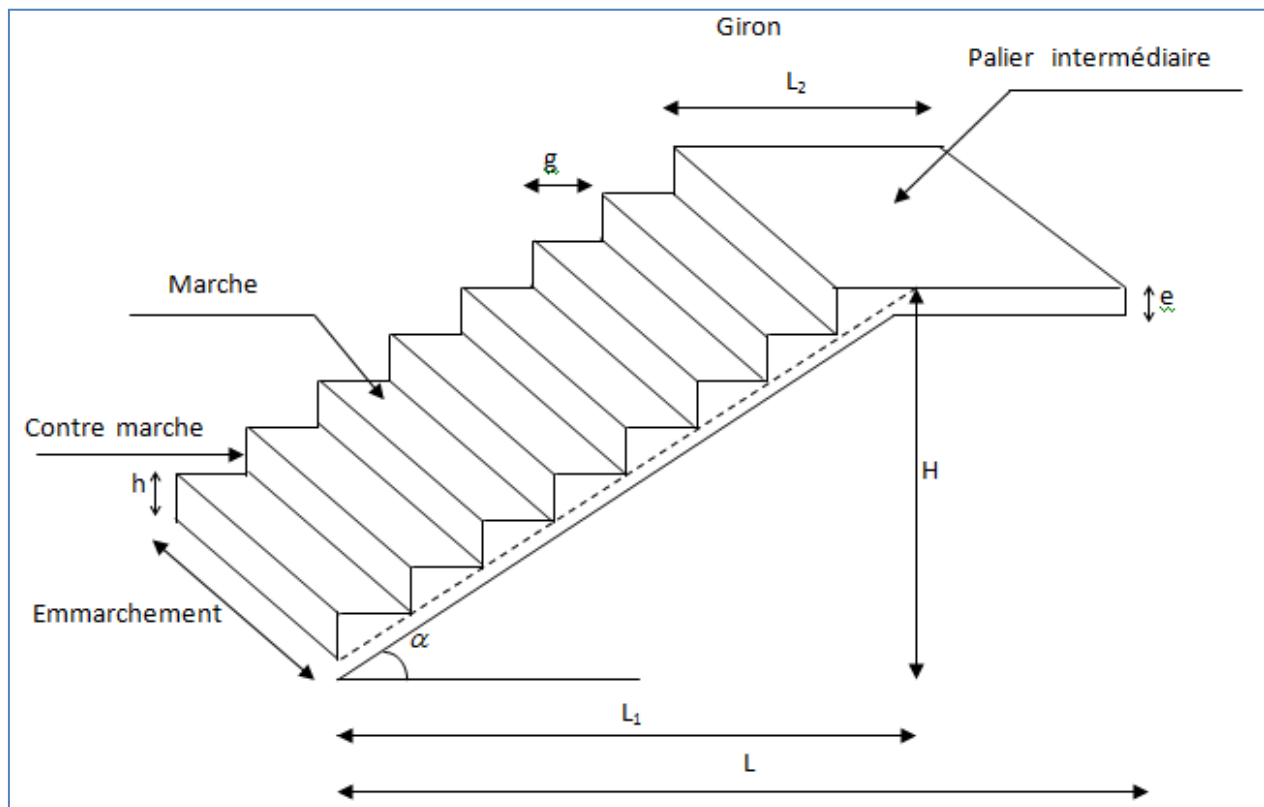 Giron
Palier intermédiaire
L₂
g
Marche
e
Contre marche
h
H
Emmarchement
α
L₁
L